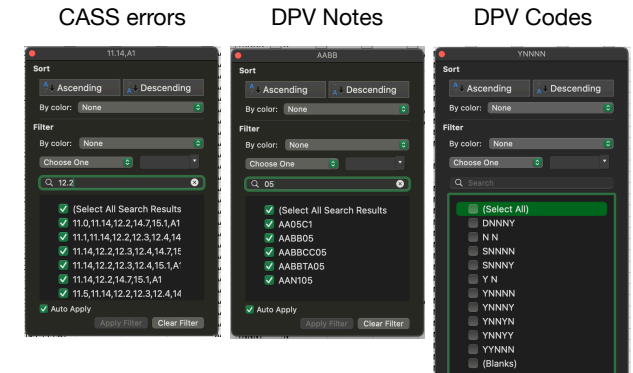 CASS errors
DPV Notes
DPV Codes
11.14,A1
Sort
Ascending
Descending
By color: None
Filter
By color: None
Choose One
12.2
(Select All Search Results
11.0,11.14,12.2,14.7,15.1,A1
11.1,11.14,12.2,12.3,12.4,14
11.14,12.2,12.3,12.4,14.7,15
11.14,12.2,12.3,12.4,15.1,A1
11.14,12.2,14.7,15.1,A1
11.5,11.14,12.2,12.3,12.4,14
Auto Apply
Apply Filter
Clear Filter
AABB
Sort
Ascending
Descending
By color: None
Filter
By color: None
Choose One
05
(Select All Search Results
AA05C1
AABB05
AABBCC05
AABBTA05
AAN105
Auto Apply
Apply Filter
Clear Filter
YNNNN
Sort
Ascending
Descending
By color: None
Filter
By color: None
Choose One
Search
(Select All)
DNNNY
N N
SNNNN
SNNNY
Y N
YNNNN
YNNNY
YNNYN
YNNYY
YYNNN
(Blanks)